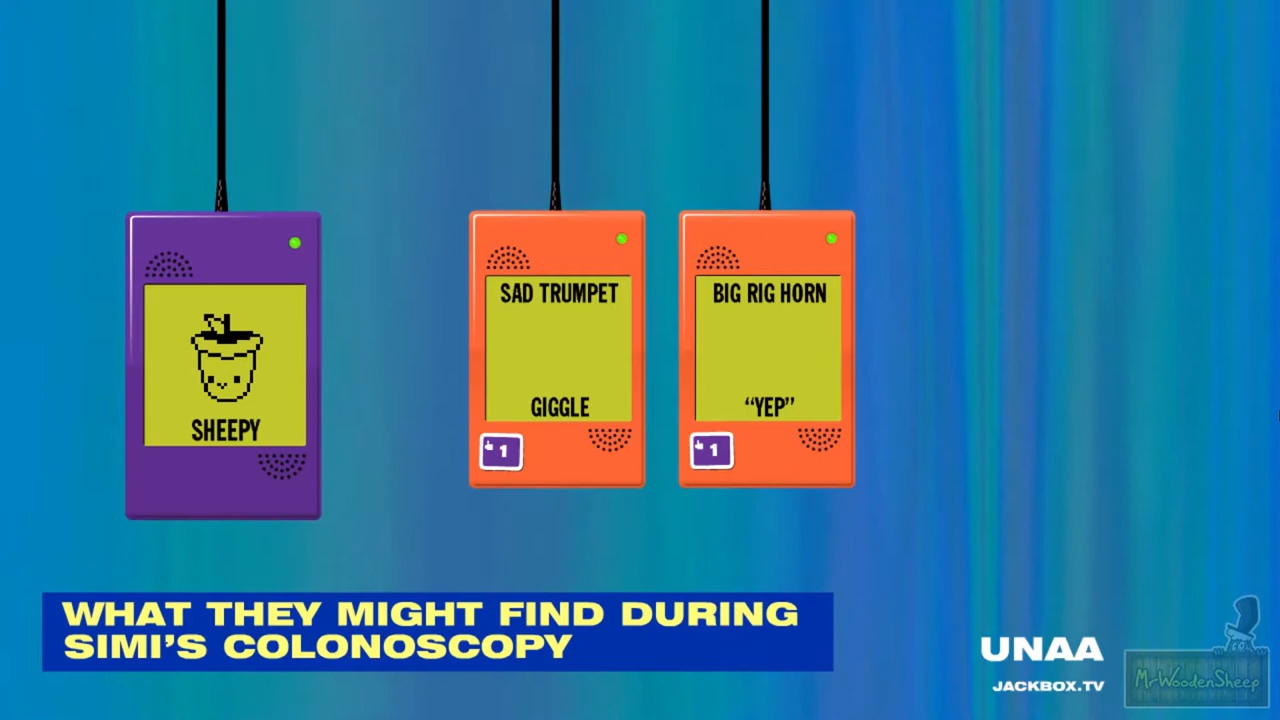 SHEEPY
SAD TRUMPET
GIGGLE
1
BIG RIG HORN
“YEP”
1
WHAT THEY MIGHT FIND DURING
SIMI’S COLONOSCOPY
UNAA
JACKBOX.TV
MrWoodenSheep